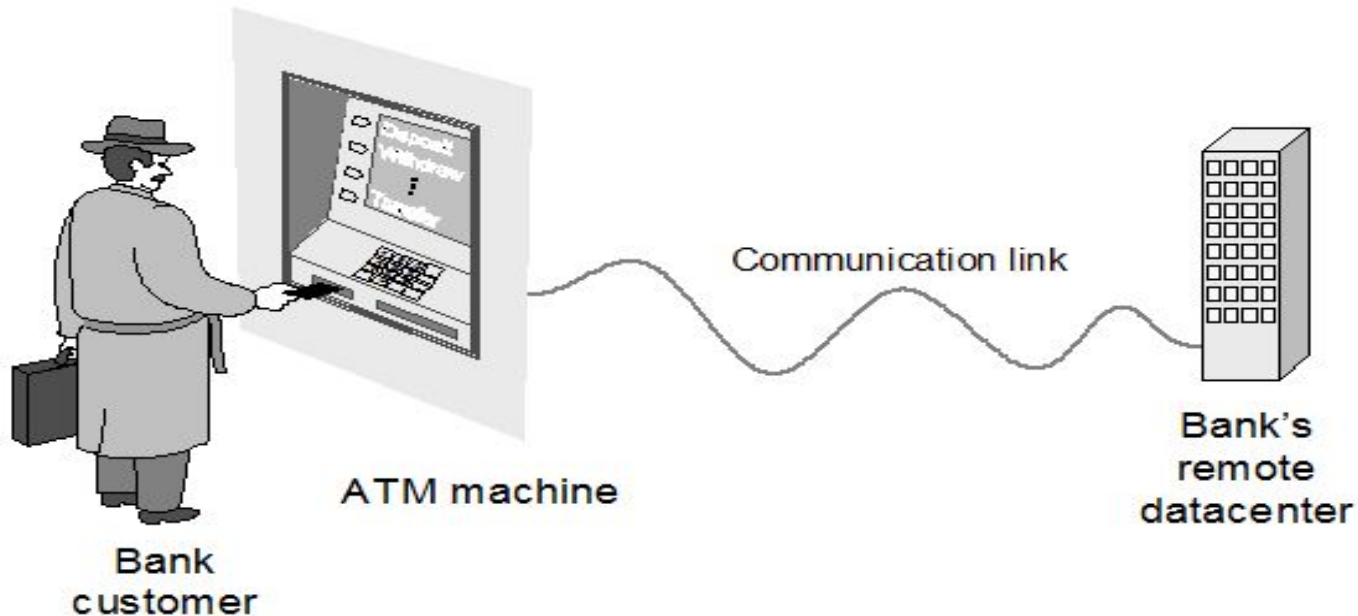 Deposit
Withdraw
Transfer
Communication link
ATM machine
Bank's
remote
datacenter
Bank
customer